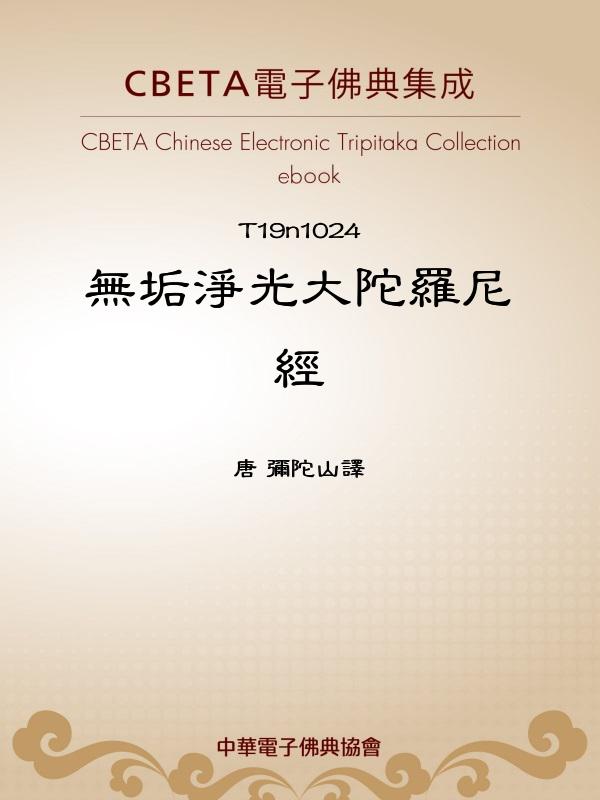 CBETA電子佛典集成
CBETA Chinese Electronic Tripitaka Collection
ebook
T19n1024
無垢淨光大陀羅尼
經
唐 彌陀山譯
中華電子佛典協會